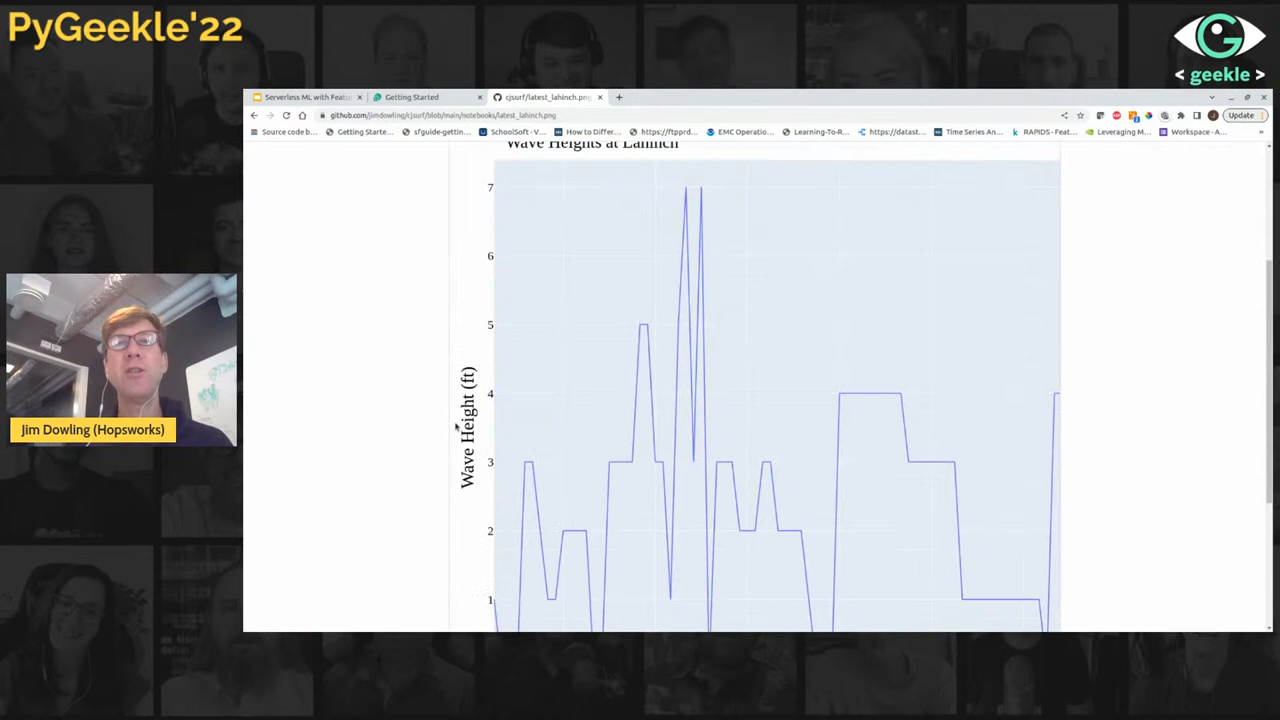 PyGeekle'22
G
< geekle >
Serverless ML with Featu
Getting Started
cjsurf/latest_lahinch.png
github.com/jimdowling/cjsurf/blob/main/notebooks/latest_lahinch.png
Update
Source code b...
Getting Starte...
sfguide-gettin...
SchoolSoft - V...
How to Differ...
https://ftpprd...
EMC Operatio...
Learning-To-R...
https://datast...
Time Series An...
RAPIDS - Feat...
Leveraging M...
Workspace - A...
Wave Heights at Lahinch
7
6
5
4
3
2
1
Wave Height (ft)
Jim Dowling (Hopsworks)